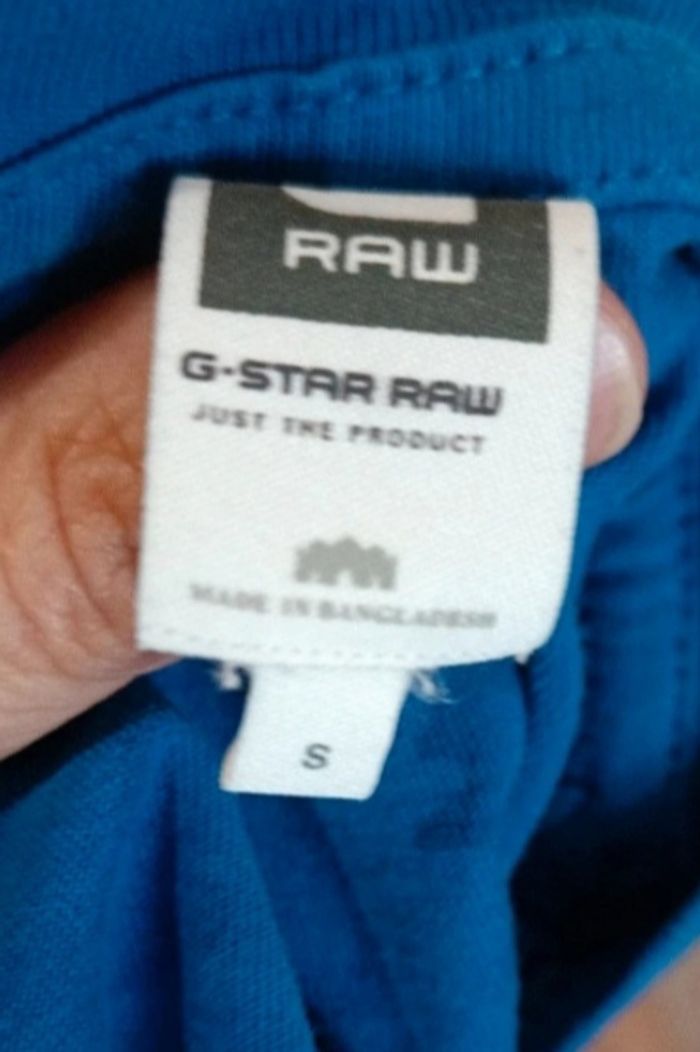 RAW
G-STAR RAW
JUST THE PRODUCT
MADE IN BANGLADESH
S